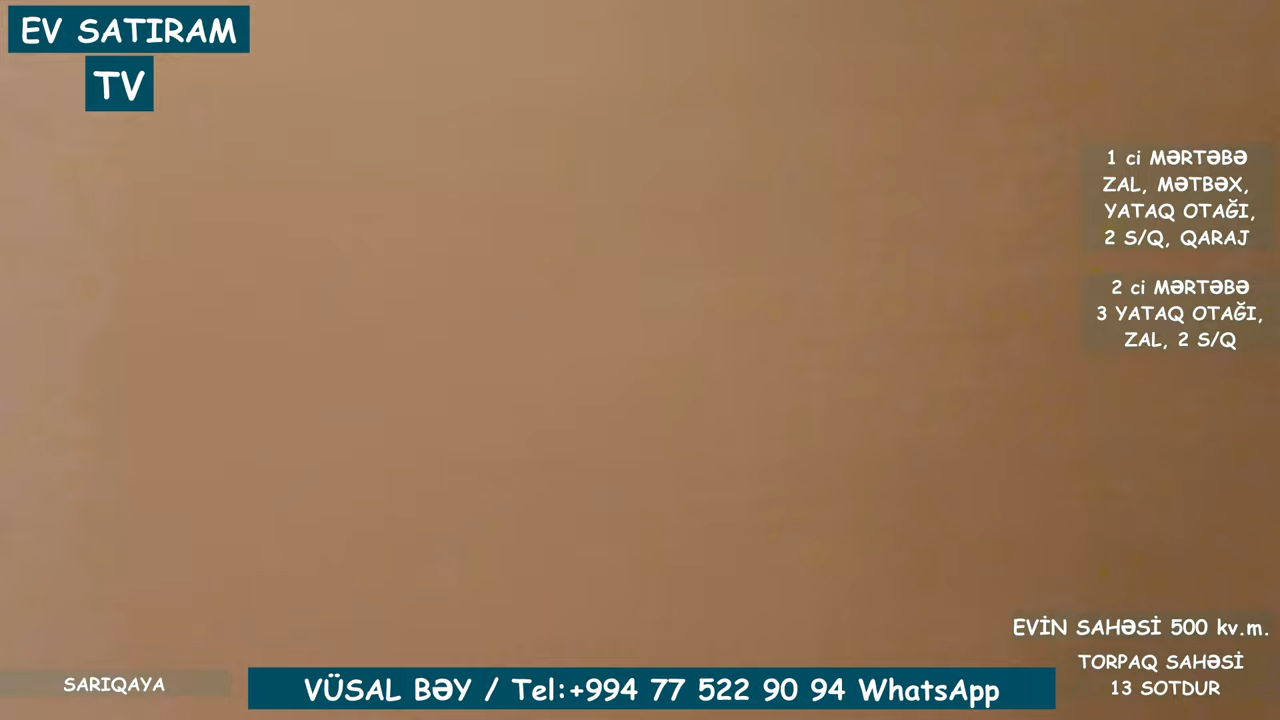 EV SATIRAM
TV
1 ci MƏRTƏBƏ
ZAL, MƏTBƏX,
YATAQ OTAĞI,
2 S/Q, QARAJ
2 ci MƏRTƏBƏ
3 YATAQ OTAĞI,
ZAL, 2 S/Q
EVİN SAHƏSİ 500 kv.m.
TORPAQ SAHƏSİ
13 SOTDUR
SARIQAYA
VÜSAL BƏY / Tel:+994 77 522 90 94 WhatsApp